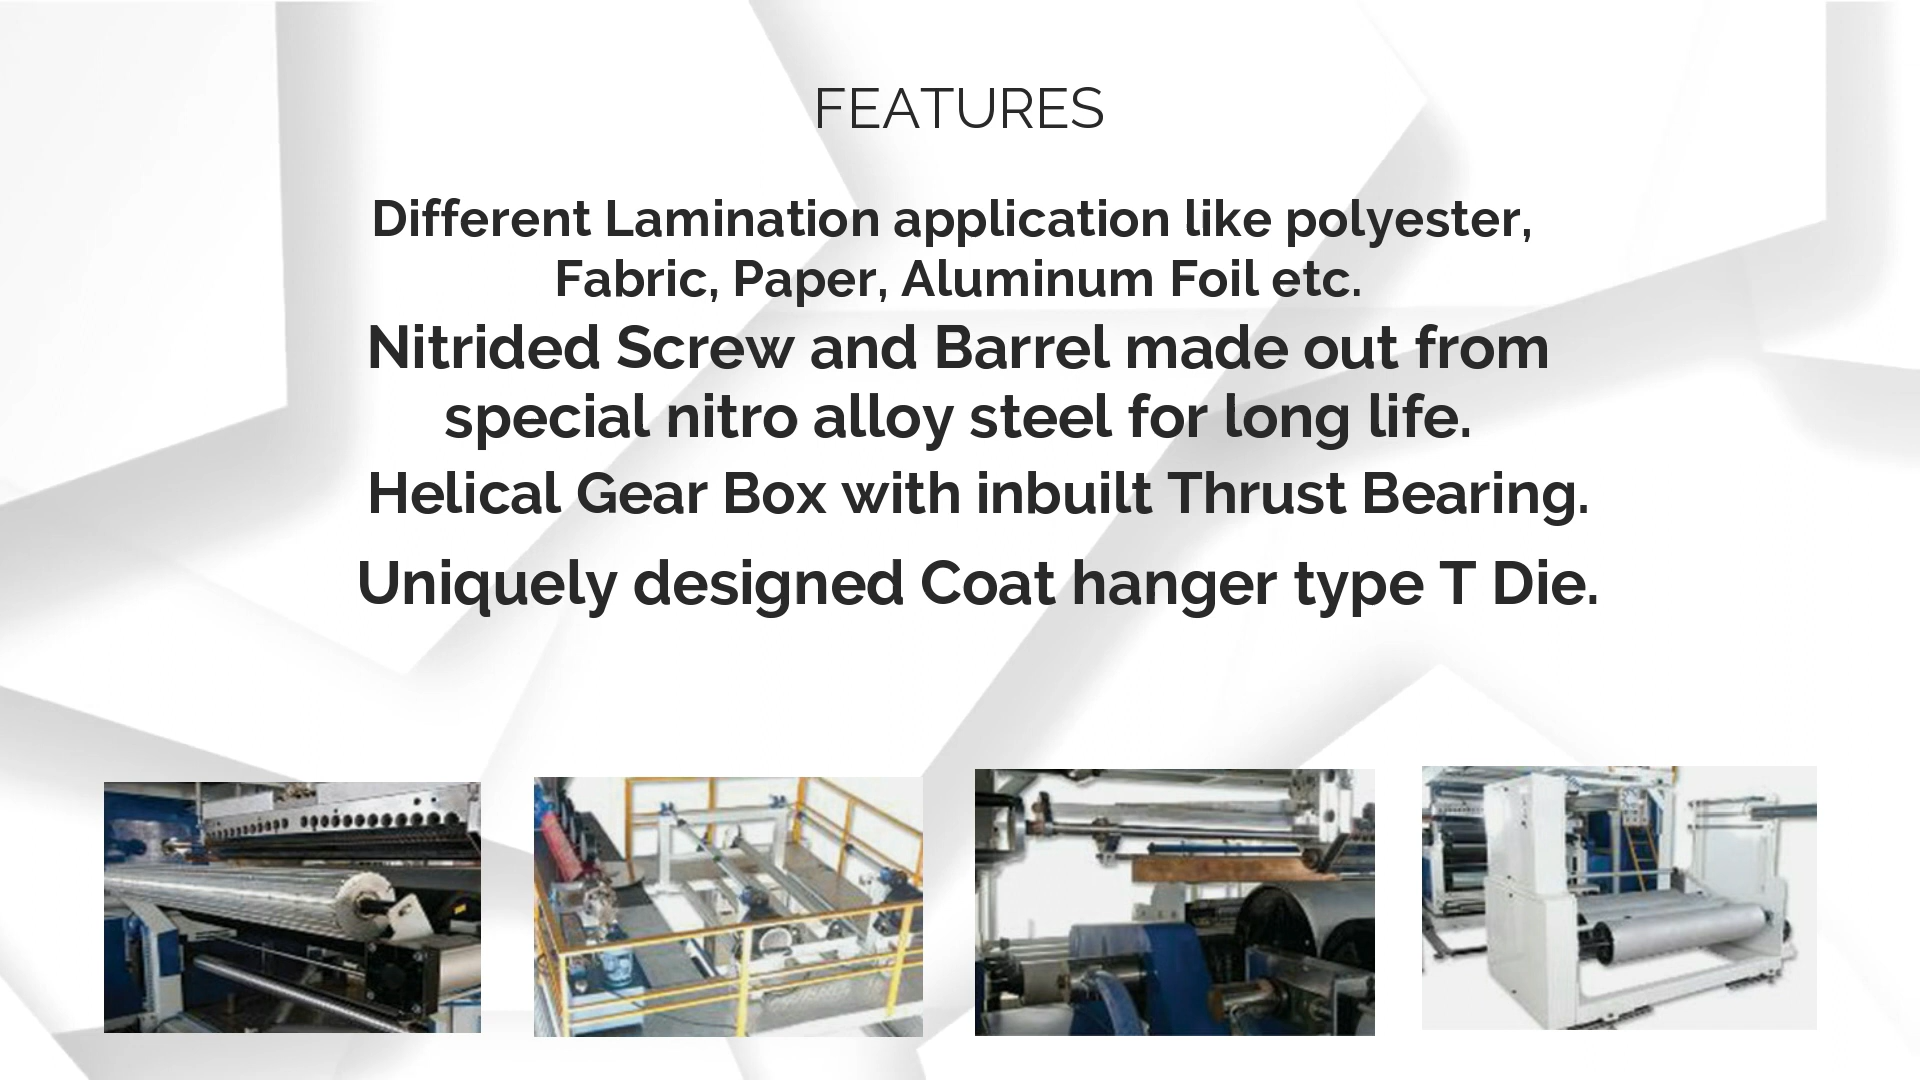 FEATURES
Different Lamination application like polyester,
Fabric, Paper, Aluminum Foil etc.
Nitrided Screw and Barrel made out from
special nitro alloy steel for long life.
Helical Gear Box with inbuilt Thrust Bearing.
Uniquely designed Coat hanger type T Die.